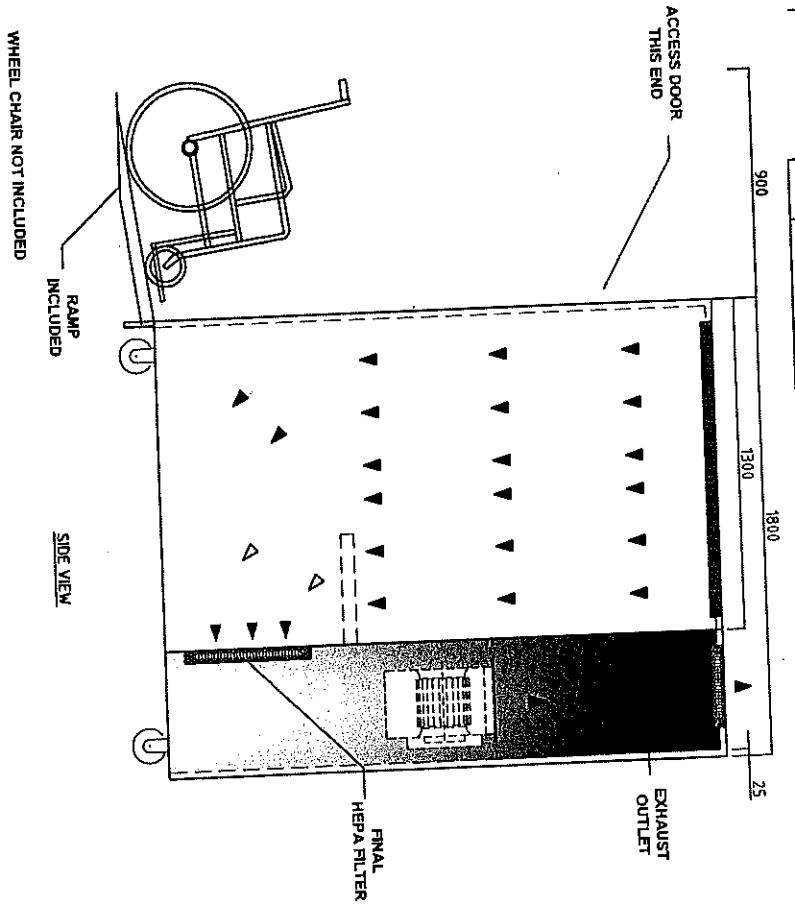 ACCESS DOOR
THIS END
900
1800
1300
25
EXHAUST
OUTLET
FINAL
HEPA FILTER
RAMP
INCLUDED
WHEEL CHAIR NOT INCLUDED
SIDE VIEW